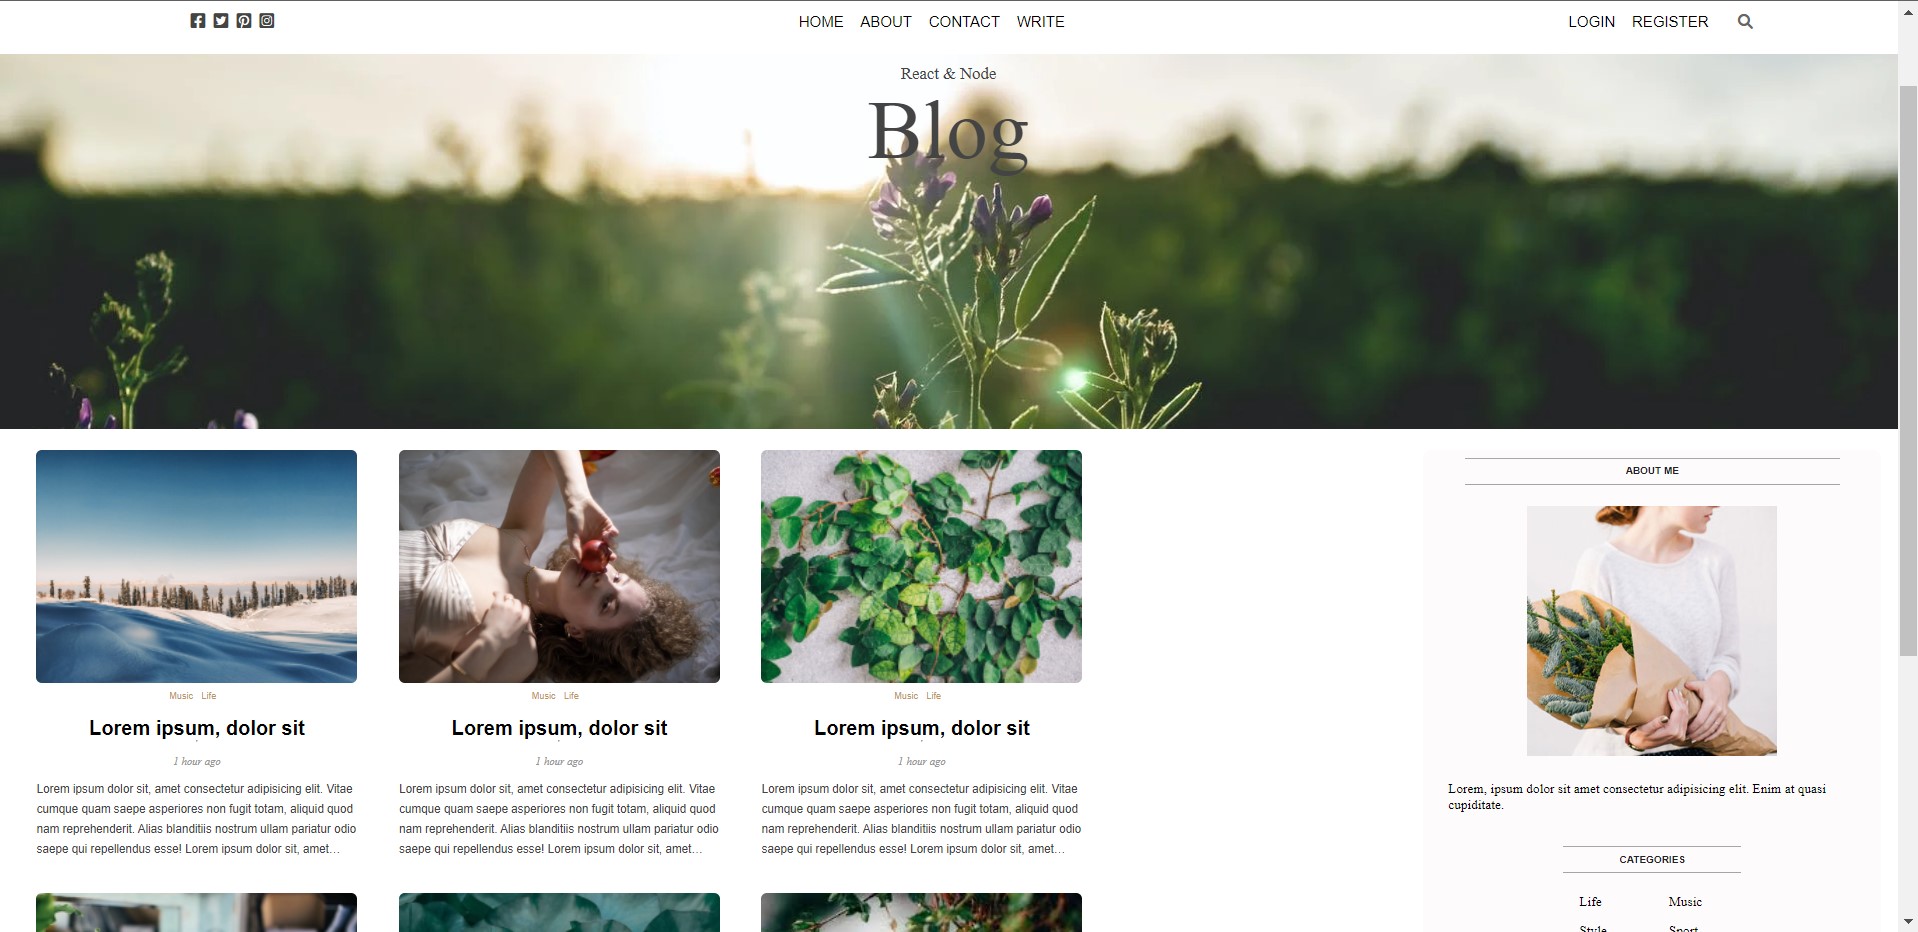 HOME ABOUT CONTACT WRITE LOGIN REGISTER
React & Node
Blog
Music Life
Lorem ipsum, dolor sit
1 hour ago
Lorem ipsum dolor sit, amet consectetur adipisicing elit. Vitae
cumque quam saepe asperiores non fugit totam, aliquid quod
nam reprehenderit. Alias blanditiis nostrum ullam pariatur odio
saepe qui repellendus esse! Lorem ipsum dolor sit, amet…
Music Life
Lorem ipsum, dolor sit
1 hour ago
Lorem ipsum dolor sit, amet consectetur adipisicing elit. Vitae
cumque quam saepe asperiores non fugit totam, aliquid quod
nam reprehenderit. Alias blanditiis nostrum ullam pariatur odio
saepe qui repellendus esse! Lorem ipsum dolor sit, amet…
Music Life
Lorem ipsum, dolor sit
1 hour ago
Lorem ipsum dolor sit, amet consectetur adipisicing elit. Vitae
cumque quam saepe asperiores non fugit totam, aliquid quod
nam reprehenderit. Alias blanditiis nostrum ullam pariatur odio
saepe qui repellendus esse! Lorem ipsum dolor sit, amet…
ABOUT ME
Lorem, ipsum dolor sit amet consectetur adipisicing elit. Enim at quasi
cupiditate.
CATEGORIES
Life Music
Style Sport